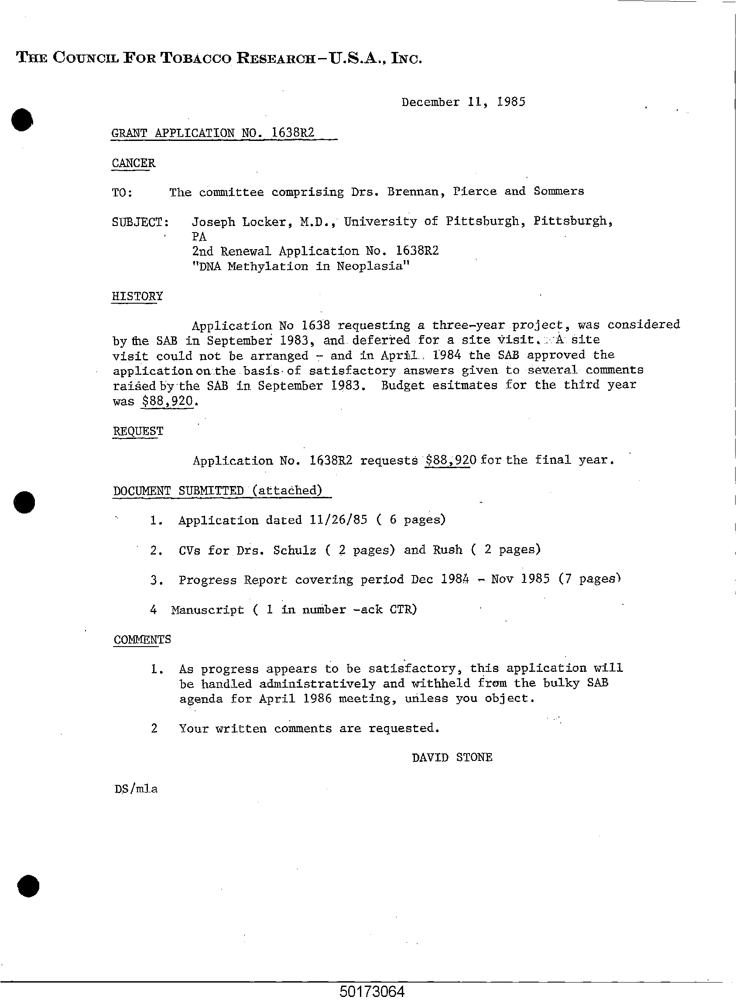 THE COUNCIL FOR TOBACCO RESEARCH-U.S.A., INC.
December 11, 1985
GRANT APPLICATION NO. 1638R2
CANCER
TO: The committee comprising Drs. Brennan, Pierce and Sommers
SUBJECT: Joseph Locker, M.D., University of Pittsburgh, Pittsburgh,
PA
2nd Renewal Application No. 1638R2
"DNA Methylation in Neoplasia"
HISTORY
Application No 1638 requesting a three-year project, was considered
by the SAB in September 1983, and deferred for a site visit. A site
visit could not be arranged - and in April 1984 the SAB approved the
application on the basis of satisfactory answers given to several comments
raised by the SAB in September 1983. Budget esitmates for the third year
was $88,920.
REQUEST
Application No. 1638R2 requests $88,920 for the final year.
DOCUMENT SUBMITTED (attached)
1. Application dated 11/26/85 ( 6 pages)
2. CVs for Drs. Schulz ( 2 pages) and Rush ( 2 pages)
3. Progress Report covering period Dec 1984 - Nov 1985 (7 pages)
4 Manuscript ( 1 in number -ack CTR)
COMMENTS
1. As progress appears to be satisfactory, this application will
be handled administratively and withheld from the bulky SAB
agenda for April 1986 meeting, unless you object.
2 Your written comments are requested.
DAVID STONE
DS/mla
50173064